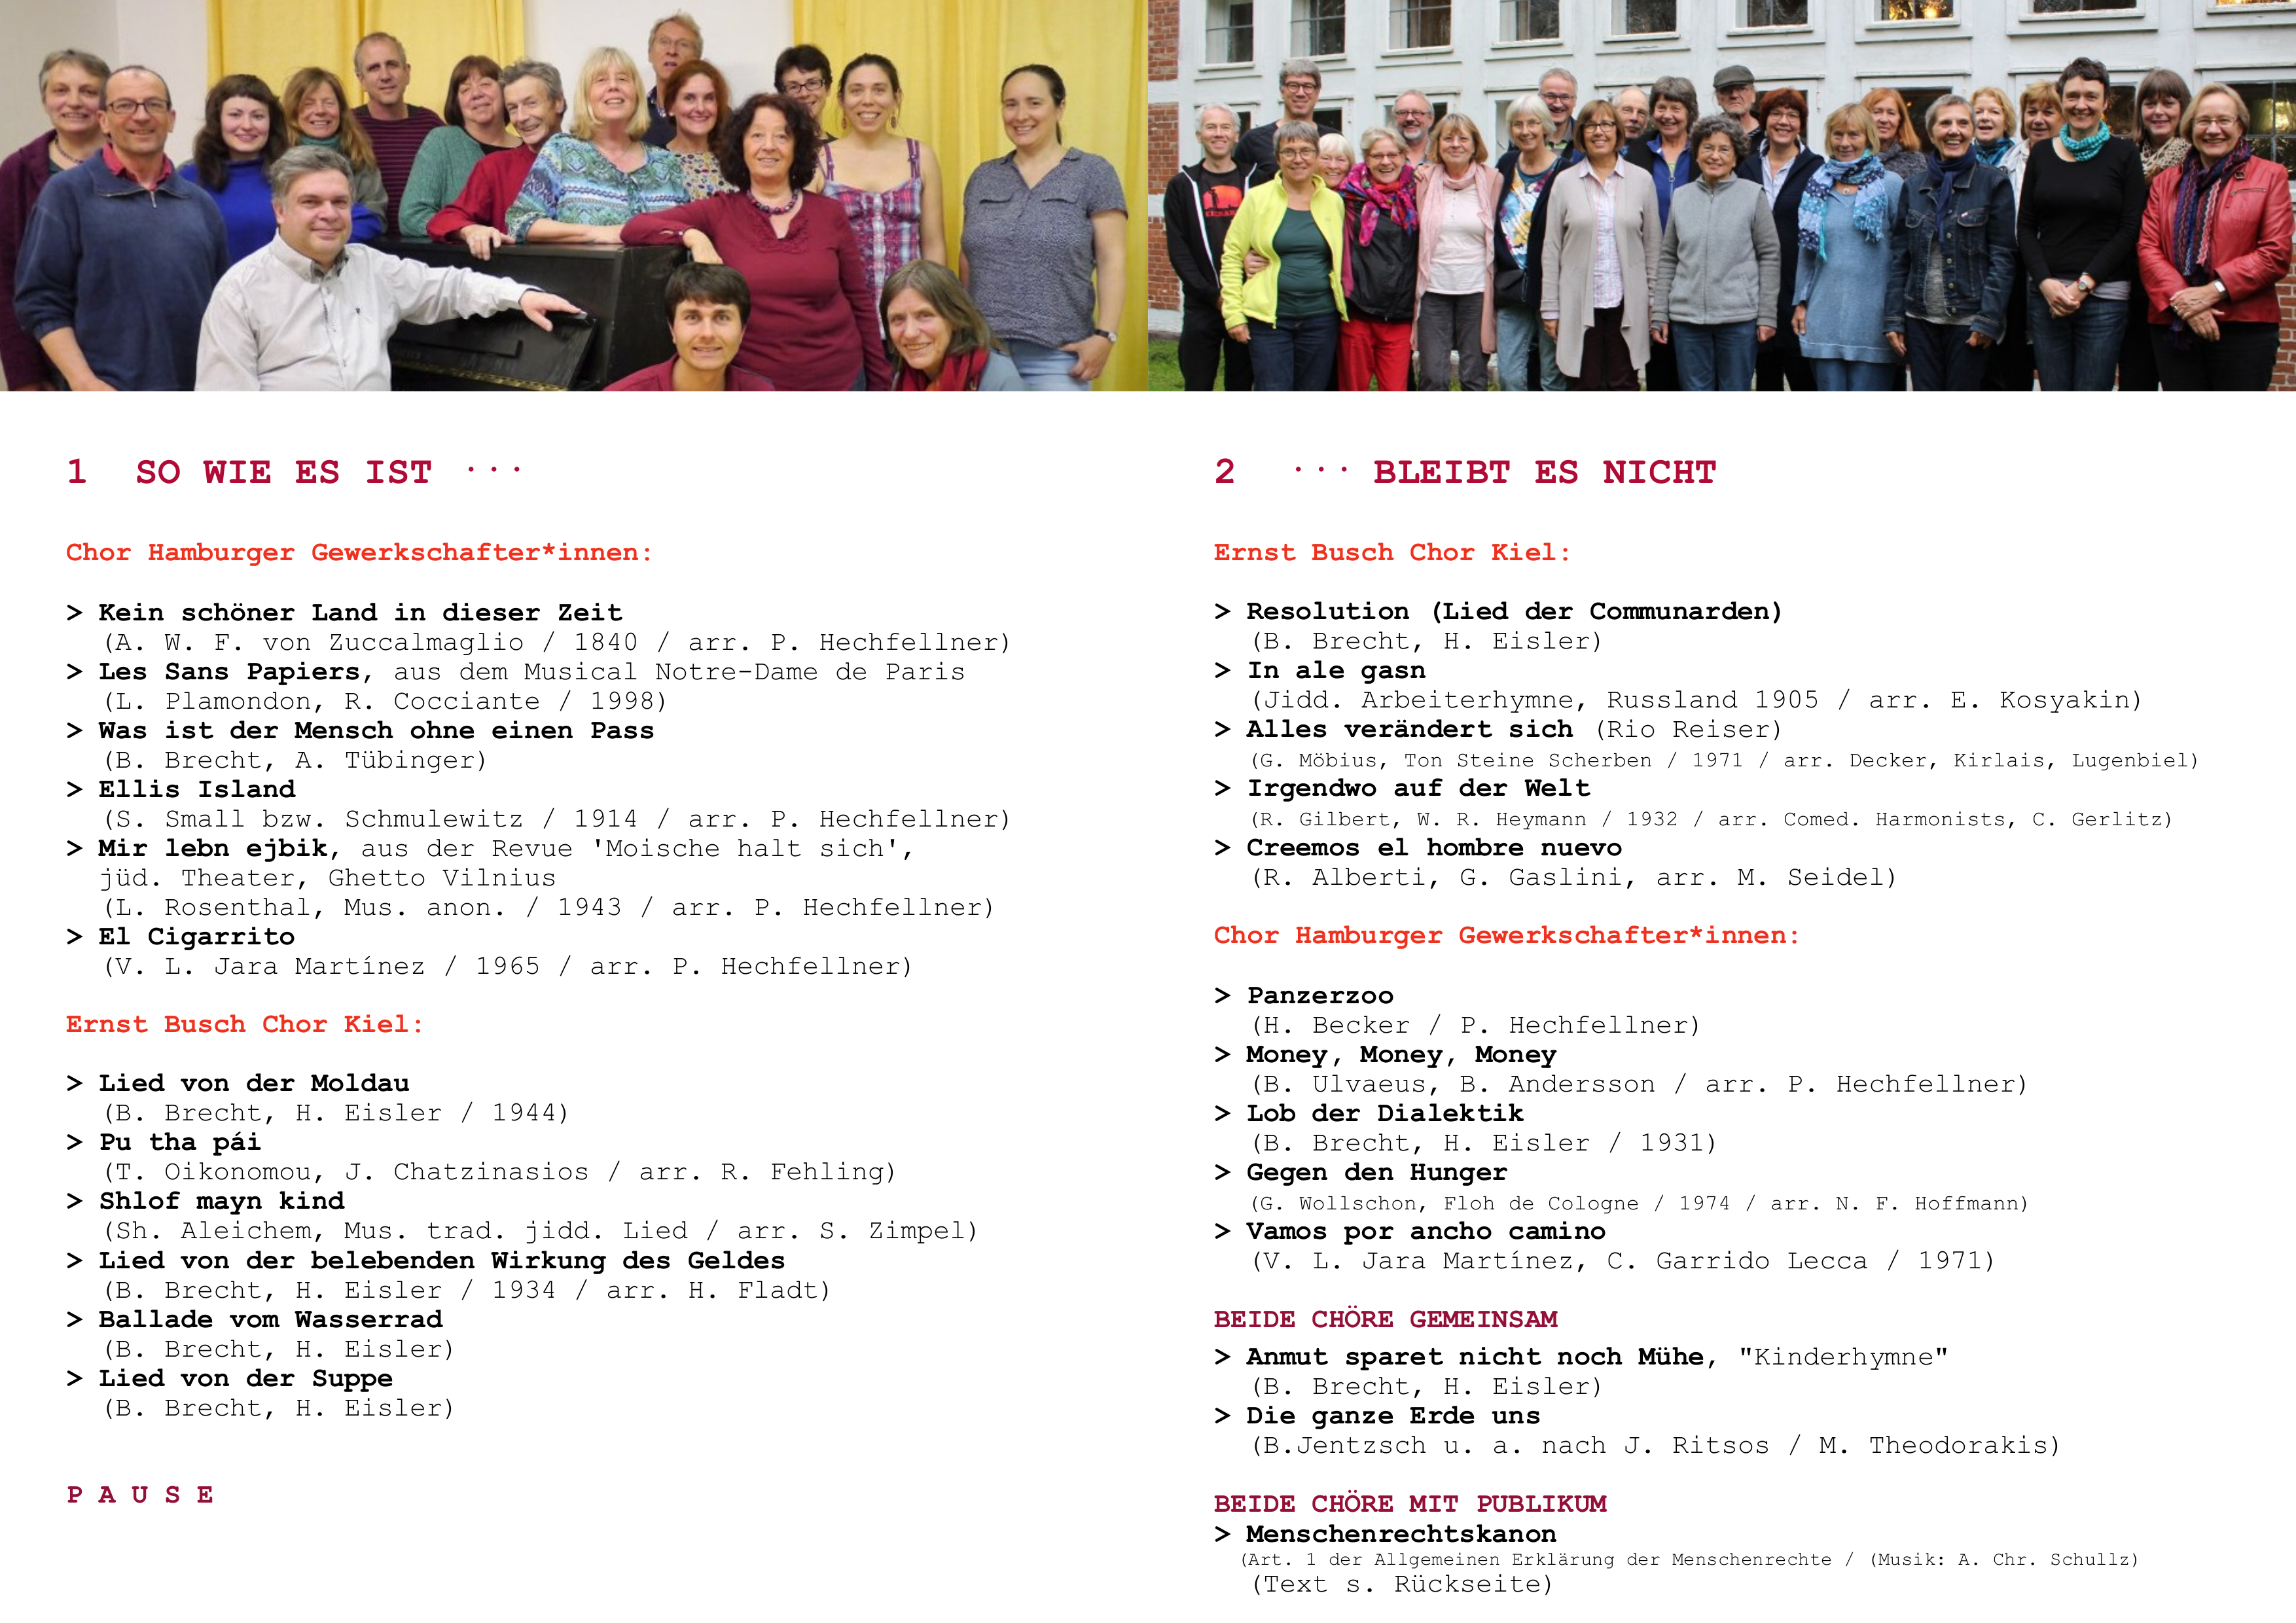 1 SO WIE ES IST ···
Chor Hamburger Gewerkschafter*innen:
> Kein schöner Land in dieser Zeit
(A. W. F. von Zuccalmaglio / 1840 / arr. P. Hechfellner)
> Les Sans Papiers, aus dem Musical Notre-Dame de Paris
(L. Plamondon, R. Cocciante / 1998)
> Was ist der Mensch ohne einen Pass
(B. Brecht, A. Tübinger)
> Ellis Island
(S. Small bzw. Schmulewitz / 1914 / arr. P. Hechfellner)
> Mir lebn ejbik, aus der Revue 'Moische halt sich',
jüd. Theater, Ghetto Vilnius
(L. Rosenthal, Mus. anon. / 1943 / arr. P. Hechfellner)
> El Cigarrito
(V. L. Jara Martínez / 1965 / arr. P. Hechfellner)
Ernst Busch Chor Kiel:
> Lied von der Moldau
(B. Brecht, H. Eisler / 1944)
> Pu tha pái
(T. Oikonomou, J. Chatzinasios / arr. R. Fehling)
> Shlof mayn kind
(Sh. Aleichem, Mus. trad. jidd. Lied / arr. S. Zimpel)
> Lied von der belebenden Wirkung des Geldes
(B. Brecht, H. Eisler / 1934 / arr. H. Fladt)
> Ballade vom Wasserrad
(B. Brecht, H. Eisler)
> Lied von der Suppe
(B. Brecht, H. Eisler)
P A U S E
2 ··· BLEIBT ES NICHT
Ernst Busch Chor Kiel:
> Resolution (Lied der Communarden)
(B. Brecht, H. Eisler)
> In ale gasn
(Jidd. Arbeiterhymne, Russland 1905 / arr. E. Kosyakin)
> Alles verändert sich (Rio Reiser)
(G. Möbius, Ton Steine Scherben / 1971 / arr. Decker, Kirlais, Lugenbiel)
> Irgendwo auf der Welt
(R. Gilbert, W. R. Heymann / 1932 / arr. Comed. Harmonists, C. Gerlitz)
> Creemos el hombre nuevo
(R. Alberti, G. Gaslini, arr. M. Seidel)
Chor Hamburger Gewerkschafter*innen:
> Panzerzoo
(H. Becker / P. Hechfellner)
> Money, Money, Money
(B. Ulvaeus, B. Andersson / arr. P. Hechfellner)
> Lob der Dialektik
(B. Brecht, H. Eisler / 1931)
> Gegen den Hunger
(G. Wollschon, Floh de Cologne / 1974 / arr. N. F. Hoffmann)
> Vamos por ancho camino
(V. L. Jara Martínez, C. Garrido Lecca / 1971)
BEIDE CHÖRE GEMEINSAM
> Anmut sparet nicht noch Mühe, "Kinderhymne"
(B. Brecht, H. Eisler)
> Die ganze Erde uns
(B.Jentzsch u. a. nach J. Ritsos / M. Theodorakis)
BEIDE CHÖRE MIT PUBLIKUM
> Menschenrechtskanon
(Art. 1 der Allgemeinen Erklärung der Menschenrechte / (Musik: A. Chr. Schullz)
(Text s. Rückseite)